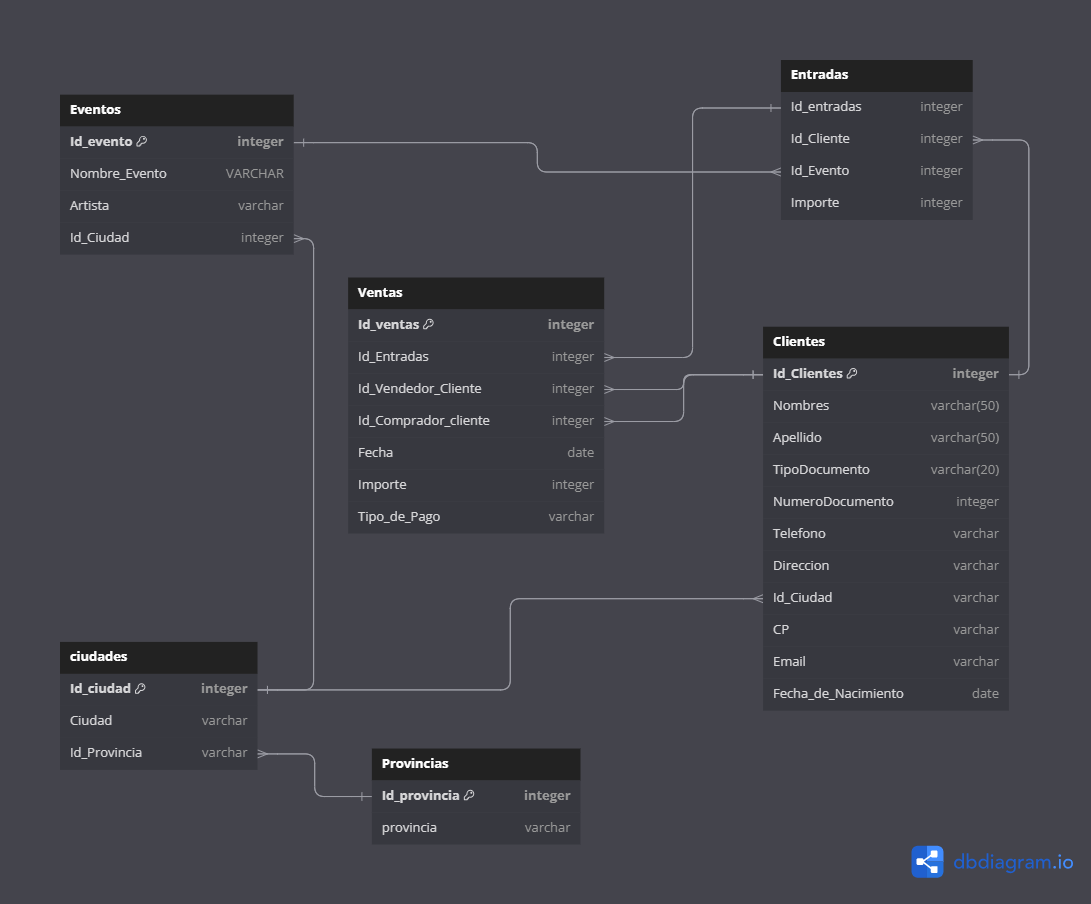 Eventos
Id_evento integer
Nombre_Evento VARCHAR
Artista varchar
Id_Ciudad integer
Entradas
Id_entradas integer
Id_Cliente integer
Id_Evento integer
Importe integer
Ventas
Id_ventas integer
Id_Entradas integer
Id_Vendedor_Cliente integer
Id_Comprador_cliente integer
Fecha date
Importe integer
Tipo_de_Pago varchar
Clientes
Id_Clientes integer
Nombres varchar(50)
Apellido varchar(50)
TipoDocumento varchar(20)
NumeroDocumento integer
Telefono varchar
Direccion varchar
Id_Ciudad varchar
CP varchar
Email varchar
Fecha_de_Nacimiento date
ciudades
Id_ciudad integer
Ciudad varchar
Id_Provincia varchar
Provincias
Id_provincia integer
provincia varchar
dbdiagram.io